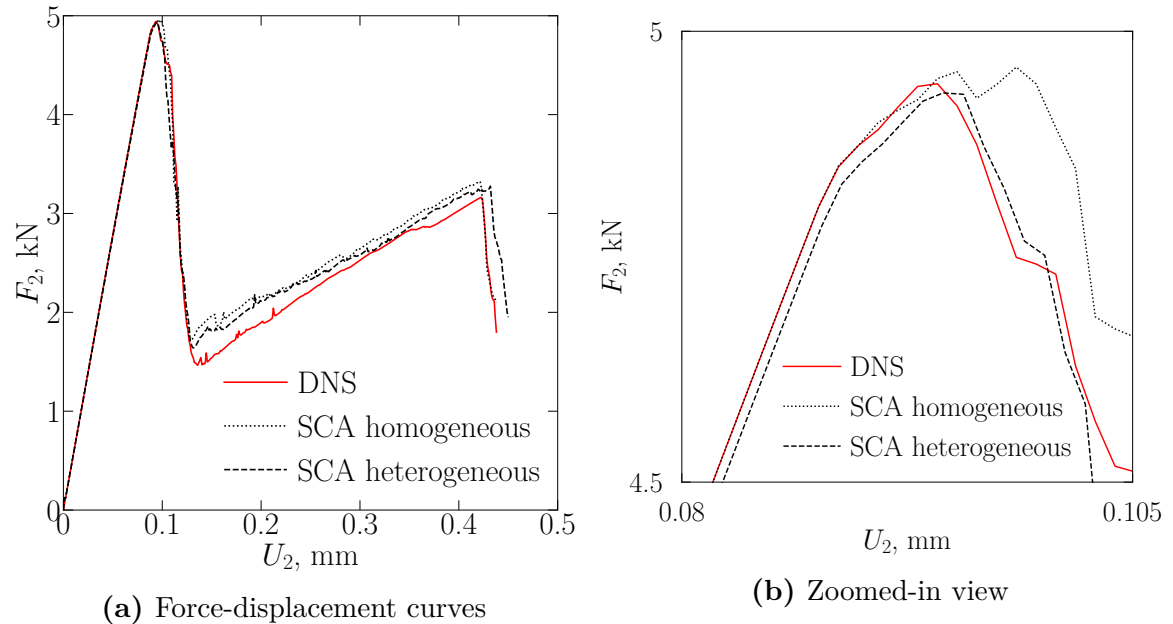 5
4
3
2
1
0
F2, kN
0
0.1
0.2
0.3
0.4
0.5
U2, mm
DNS
SCA homogeneous
SCA heterogeneous
(a) Force-displacement curves
5
4.5
F2, kN
0.08
0.105
U2, mm
DNS
SCA homogeneous
SCA heterogeneous
(b) Zoomed-in view